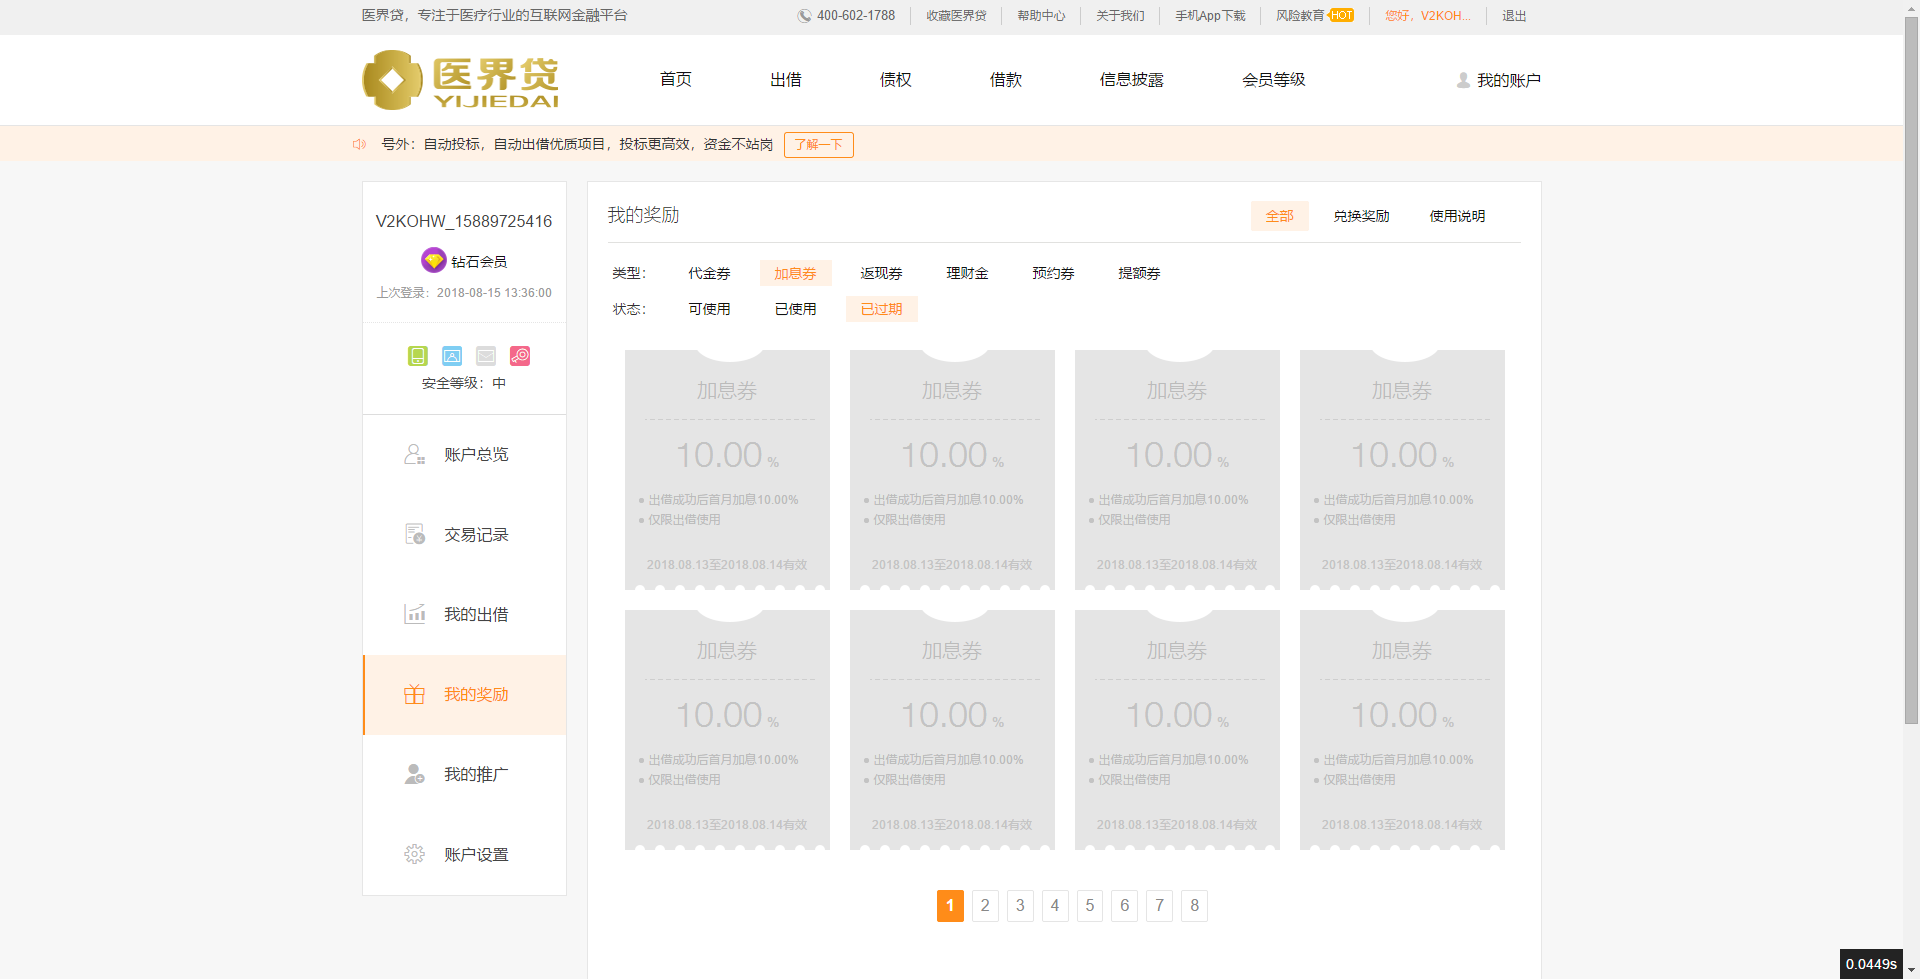 医界贷，专注于医疗行业的互联网金融平台
400-602-1788
收藏医界贷
帮助中心
关于我们
手机App下载
风险教育 HOT
您好，V2KOH...
退出
医界贷
YIJIEDAI
首页
出借
债权
借款
信息披露
会员等级
我的账户
号外：自动投标，自动出借优质项目，投标更高效，资金不站岗
了解一下
V2KOHW_15889725416
钻石会员
上次登录：2018-08-15 13:36:00
安全等级：中
账户总览
交易记录
我的出借
我的奖励
我的推广
账户设置
我的奖励
全部
兑换奖励
使用说明
类型： 代金券 加息券 返现券 理财金 预约券 提额券
状态： 可使用 已使用 已过期
加息券
10.00 %
出借成功后首月加息10.00%
仅限出借使用
2018.08.13至2018.08.14有效
加息券
10.00 %
出借成功后首月加息10.00%
仅限出借使用
2018.08.13至2018.08.14有效
加息券
10.00 %
出借成功后首月加息10.00%
仅限出借使用
2018.08.13至2018.08.14有效
加息券
10.00 %
出借成功后首月加息10.00%
仅限出借使用
2018.08.13至2018.08.14有效
加息券
10.00 %
出借成功后首月加息10.00%
仅限出借使用
2018.08.13至2018.08.14有效
加息券
10.00 %
出借成功后首月加息10.00%
仅限出借使用
2018.08.13至2018.08.14有效
加息券
10.00 %
出借成功后首月加息10.00%
仅限出借使用
2018.08.13至2018.08.14有效
加息券
10.00 %
出借成功后首月加息10.00%
仅限出借使用
2018.08.13至2018.08.14有效
1 2 3 4 5 6 7 8
0.0449s